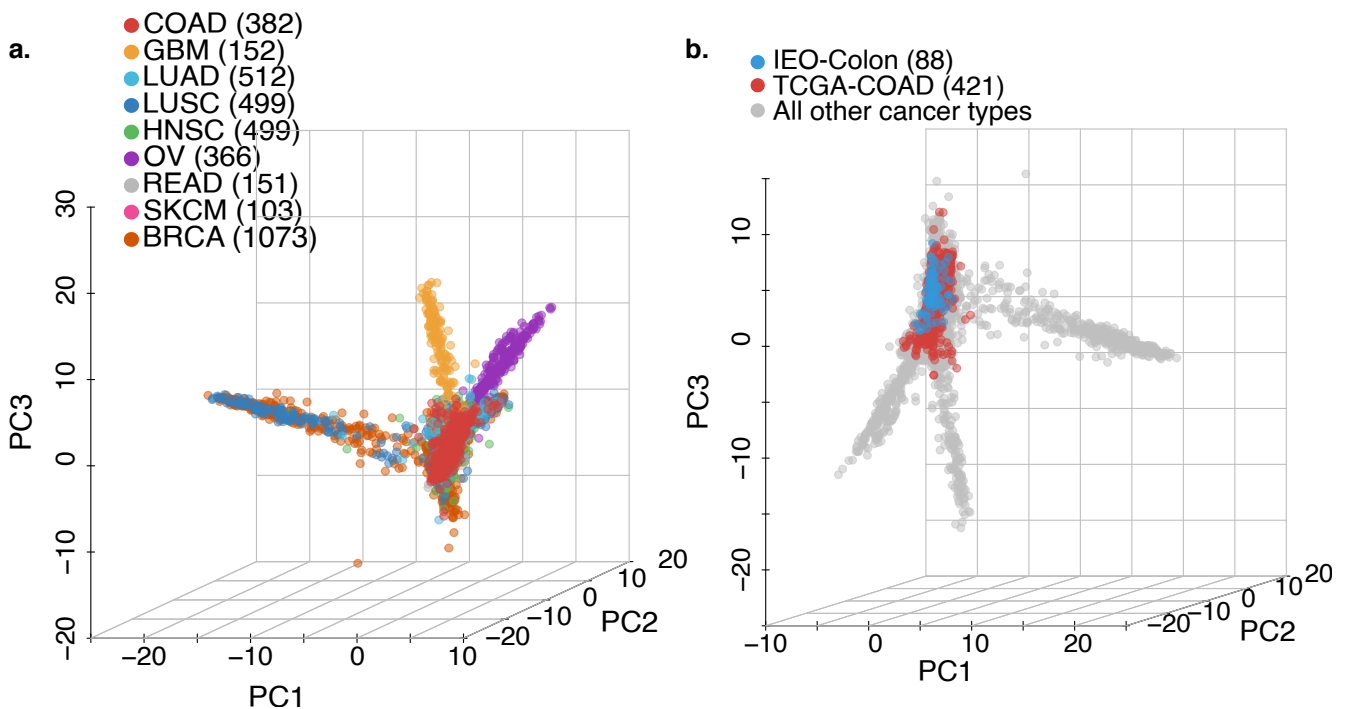 a.
COAD (382)
GBM (152)
LUAD (512)
LUSC (499)
HNSC (499)
OV (366)
READ (151)
SKCM (103)
BRCA (1073)
30
20
10
0
−10
−20
PC3
−20
−10
0
10
PC1
−20
−10
0
10
20
PC2
b.
IEO-Colon (88)
TCGA-COAD (421)
All other cancer types
10
0
−10
−20
PC3
−10
0
10
20
PC1
−20
−10
0
10
20
PC2